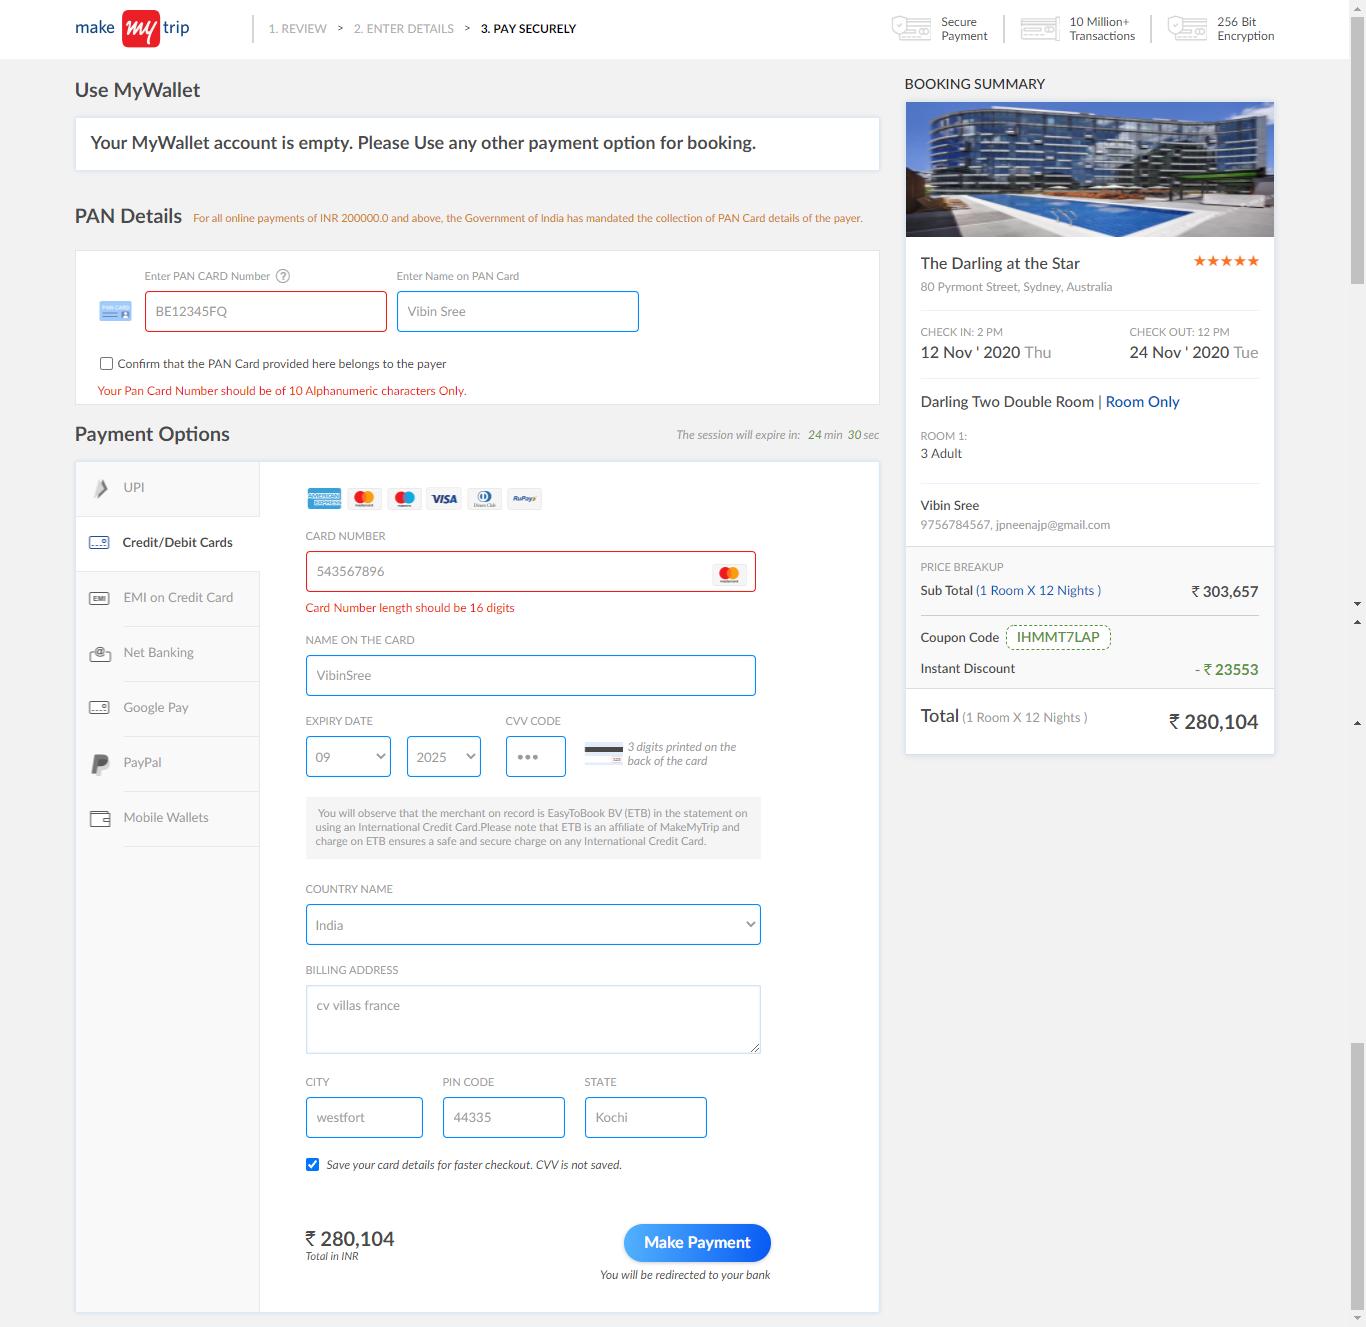 make my trip
1. REVIEW > 2. ENTER DETAILS > 3. PAY SECURELY
Secure
Payment
10 Million+
Transactions
256 Bit
Encryption
Use MyWallet
Your MyWallet account is empty. Please Use any other payment option for booking.
PAN Details For all online payments of INR 200000.0 and above, the Government of India has mandated the collection of PAN Card details of the payer.
Enter PAN CARD Number ?
Enter Name on PAN Card
PAN CARD
BE12345FQ
Vibin Sree
Confirm that the PAN Card provided here belongs to the payer
Your Pan Card Number should be of 10 Alphanumeric characters Only.
Payment Options
The session will expire in: 24 min 30 sec
UPI
Credit/Debit Cards
EMI EMI on Credit Card
Net Banking
Google Pay
PayPal
Mobile Wallets
AMERICAN EXPRESS mastercard maestro VISA Diners Club RuPay
CARD NUMBER
543567896
mastercard
Card Number length should be 16 digits
NAME ON THE CARD
VibinSree
EXPIRY DATE
CVV CODE
09
2025
•••
3 digits printed on the
back of the card
You will observe that the merchant on record is EasyToBook BV (ETB) in the statement on
using an International Credit Card.Please note that ETB is an affiliate of MakeMyTrip and
charge on ETB ensures a safe and secure charge on any International Credit Card.
COUNTRY NAME
India
BILLING ADDRESS
cv villas france
CITY
PIN CODE
STATE
westfort
44335
Kochi
Save your card details for faster checkout. CVV is not saved.
₹ 280,104
Total in INR
Make Payment
You will be redirected to your bank
BOOKING SUMMARY
The Darling at the Star ★★★★★
80 Pyrmont Street, Sydney, Australia
CHECK IN: 2 PM
CHECK OUT: 12 PM
12 Nov ' 2020 Thu
24 Nov ' 2020 Tue
Darling Two Double Room | Room Only
ROOM 1:
3 Adult
Vibin Sree
9756784567, jpneenajp@gmail.com
PRICE BREAKUP
Sub Total (1 Room X 12 Nights ) ₹ 303,657
Coupon Code IHMMT7LAP
Instant Discount - ₹ 23553
Total (1 Room X 12 Nights ) ₹ 280,104